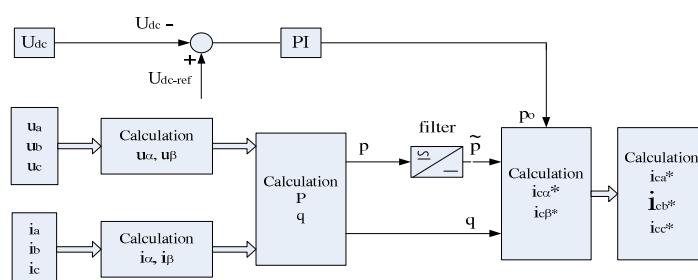 Udc
Udc -
+
Udc-ref
PI
ua
ub
uc
Calculation
uα, uβ
ia
ib
ic
Calculation
iα, iβ
Calculation
P
q
p
filter
p̃
q
po
Calculation
icα*
icβ*
Calculation
ica*
icb*
icc*